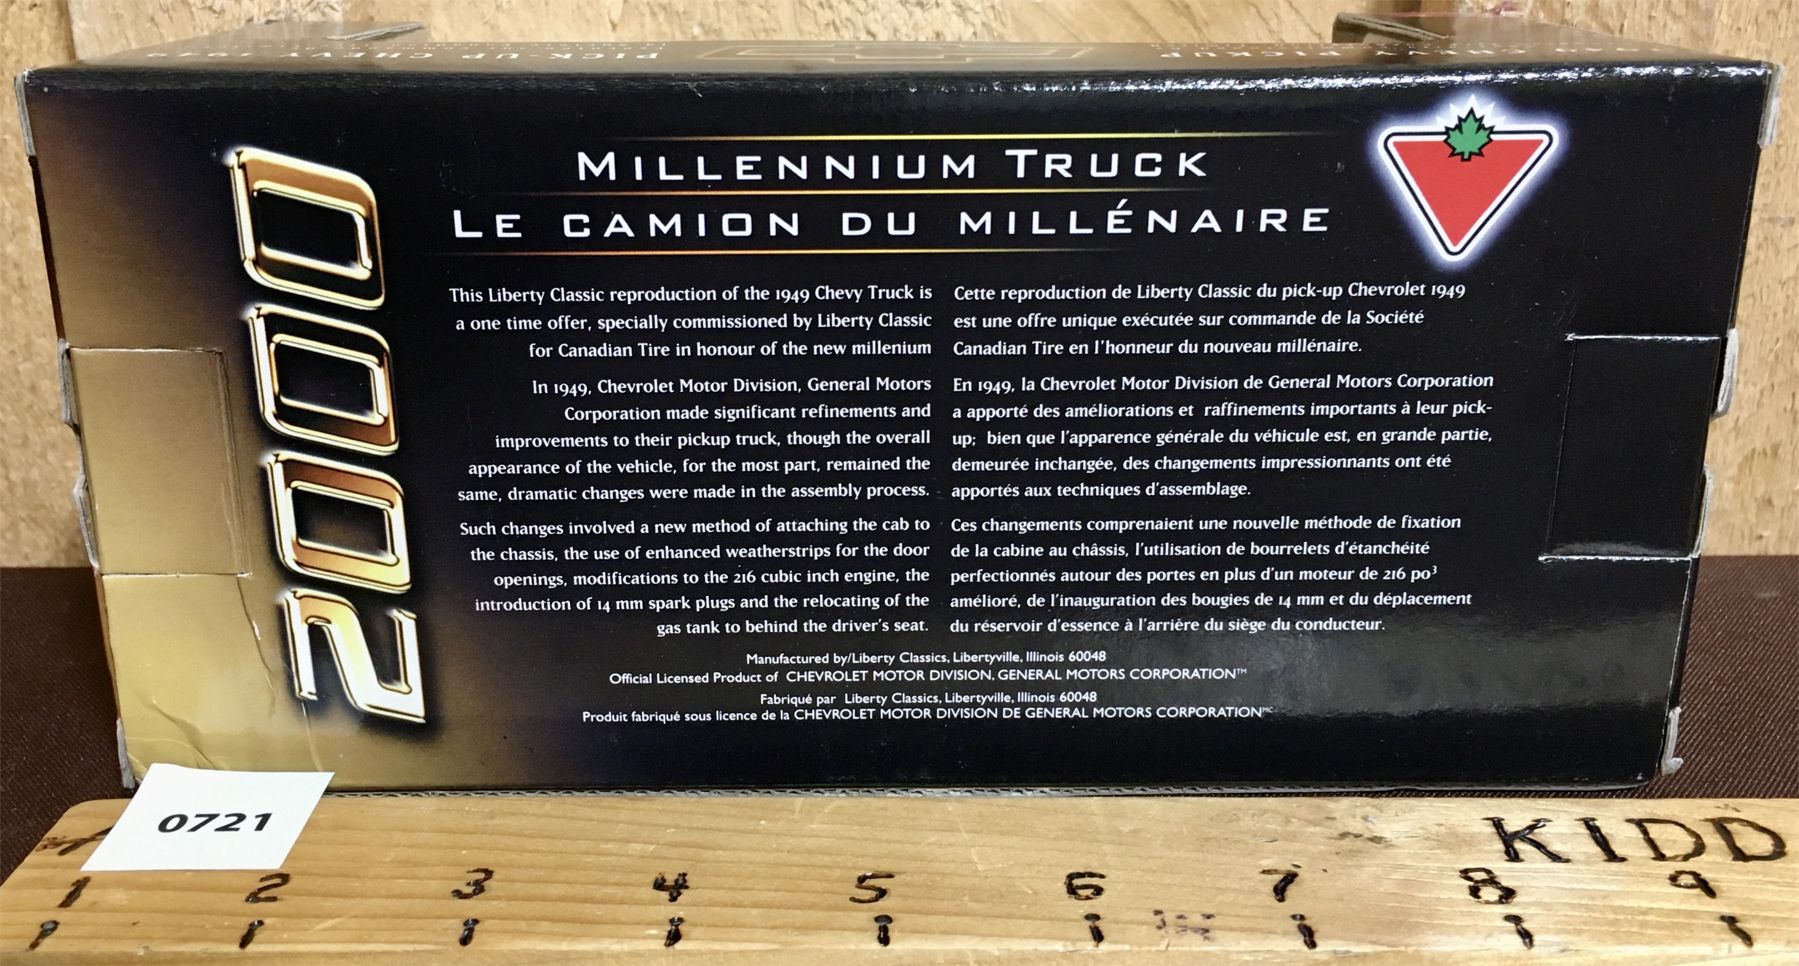 PICK UP CHEVY 1949
1949 CHEVY PICKUP
2000
MILLENNIUM TRUCK
LE CAMION DU MILLÉNAIRE
This Liberty Classic reproduction of the 1949 Chevy Truck is
a one time offer, specially commissioned by Liberty Classic
for Canadian Tire in honour of the new millenium
In 1949, Chevrolet Motor Division, General Motors
Corporation made significant refinements and
improvements to their pickup truck, though the overall
appearance of the vehicle, for the most part, remained the
same, dramatic changes were made in the assembly process.
Such changes involved a new method of attaching the cab to
the chassis, the use of enhanced weatherstrips for the door
openings, modifications to the 216 cubic inch engine, the
introduction of 14 mm spark plugs and the relocating of the
gas tank to behind the driver's seat.
Cette reproduction de Liberty Classic du pick-up Chevrolet 1949
est une offre unique exécutée sur commande de la Société
Canadian Tire en l'honneur du nouveau millénaire.
En 1949, la Chevrolet Motor Division de General Motors Corporation
a apporté des améliorations et raffinements importants à leur pick-
up; bien que l'apparence générale du véhicule est, en grande partie,
demeurée inchangée, des changements impressionnants ont été
apportés aux techniques d'assemblage.
Ces changements comprenaient une nouvelle méthode de fixation
de la cabine au châssis, l'utilisation de bourrelets d'étanchéité
perfectionnés autour des portes en plus d'un moteur de 216 po³
amélioré, de l'inauguration des bougies de 14 mm et du déplacement
du réservoir d'essence à l'arrière du siège du conducteur.
Manufactured by/Liberty Classics, Libertyville, Illinois 60048
Official Licensed Product of CHEVROLET MOTOR DIVISION. GENERAL MOTORS CORPORATION™
Fabriqué par Liberty Classics, Libertyville, Illinois 60048
Produit fabriqué sous licence de la CHEVROLET MOTOR DIVISION DE GENERAL MOTORS CORPORATION MC
0721
KIDD
1 2 3 4 5 6 7 8 9